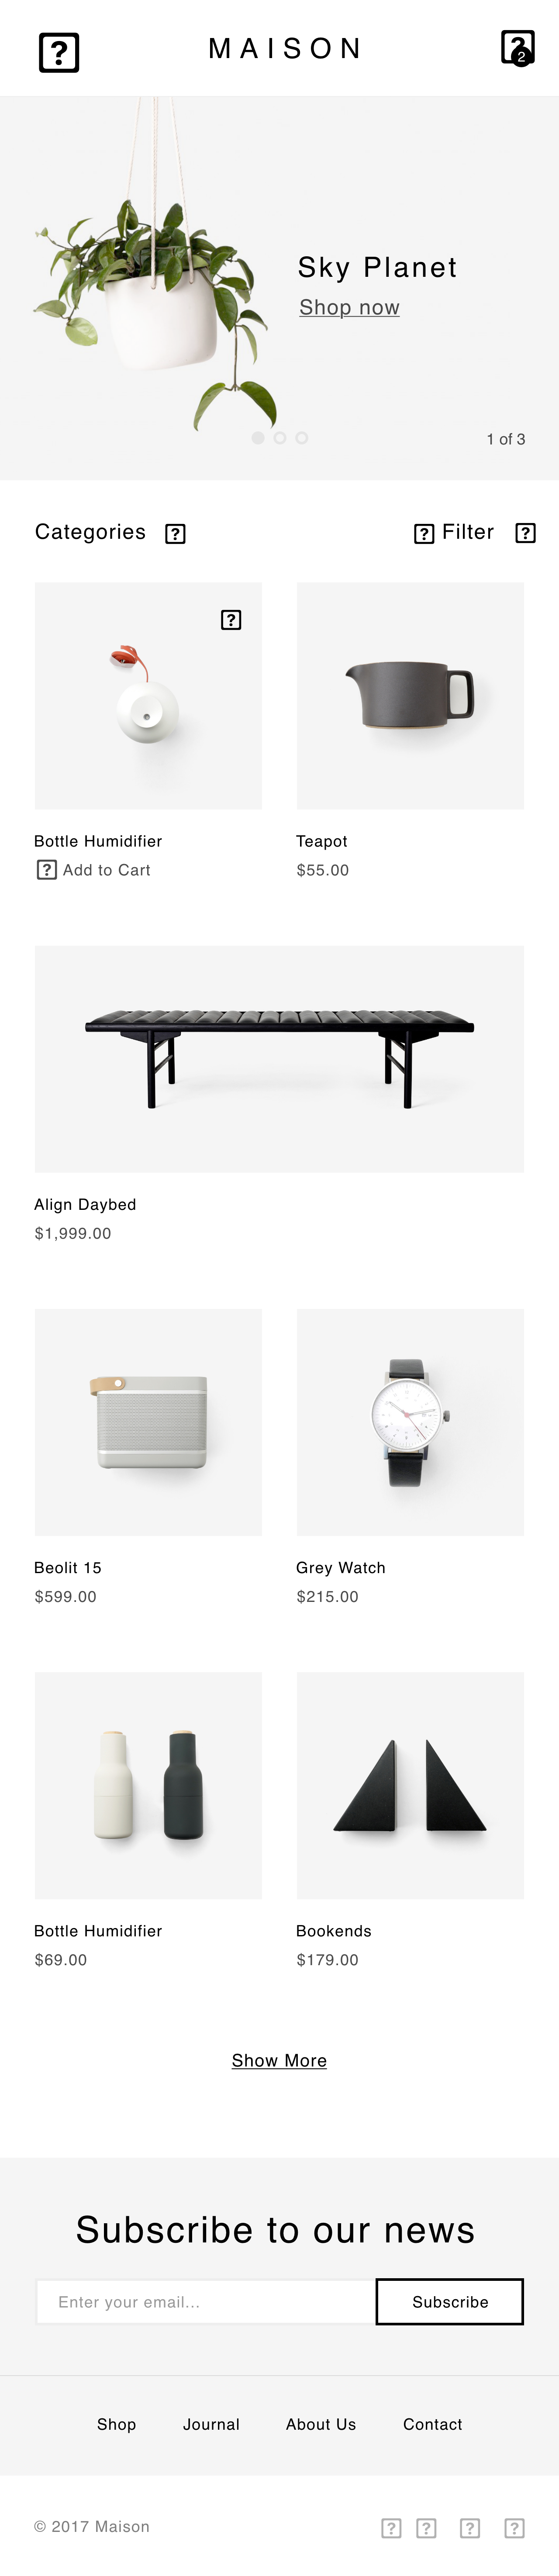 MAISON
2
Sky Planet
Shop now
1 of 3
Categories
Filter
Bottle Humidifier
Add to Cart
Teapot
$55.00
Align Daybed
$1,999.00
Beolit 15
$599.00
Grey Watch
$215.00
Bottle Humidifier
$69.00
Bookends
$179.00
Show More
Subscribe to our news
Enter your email...
Subscribe
Shop Journal About Us Contact
© 2017 Maison